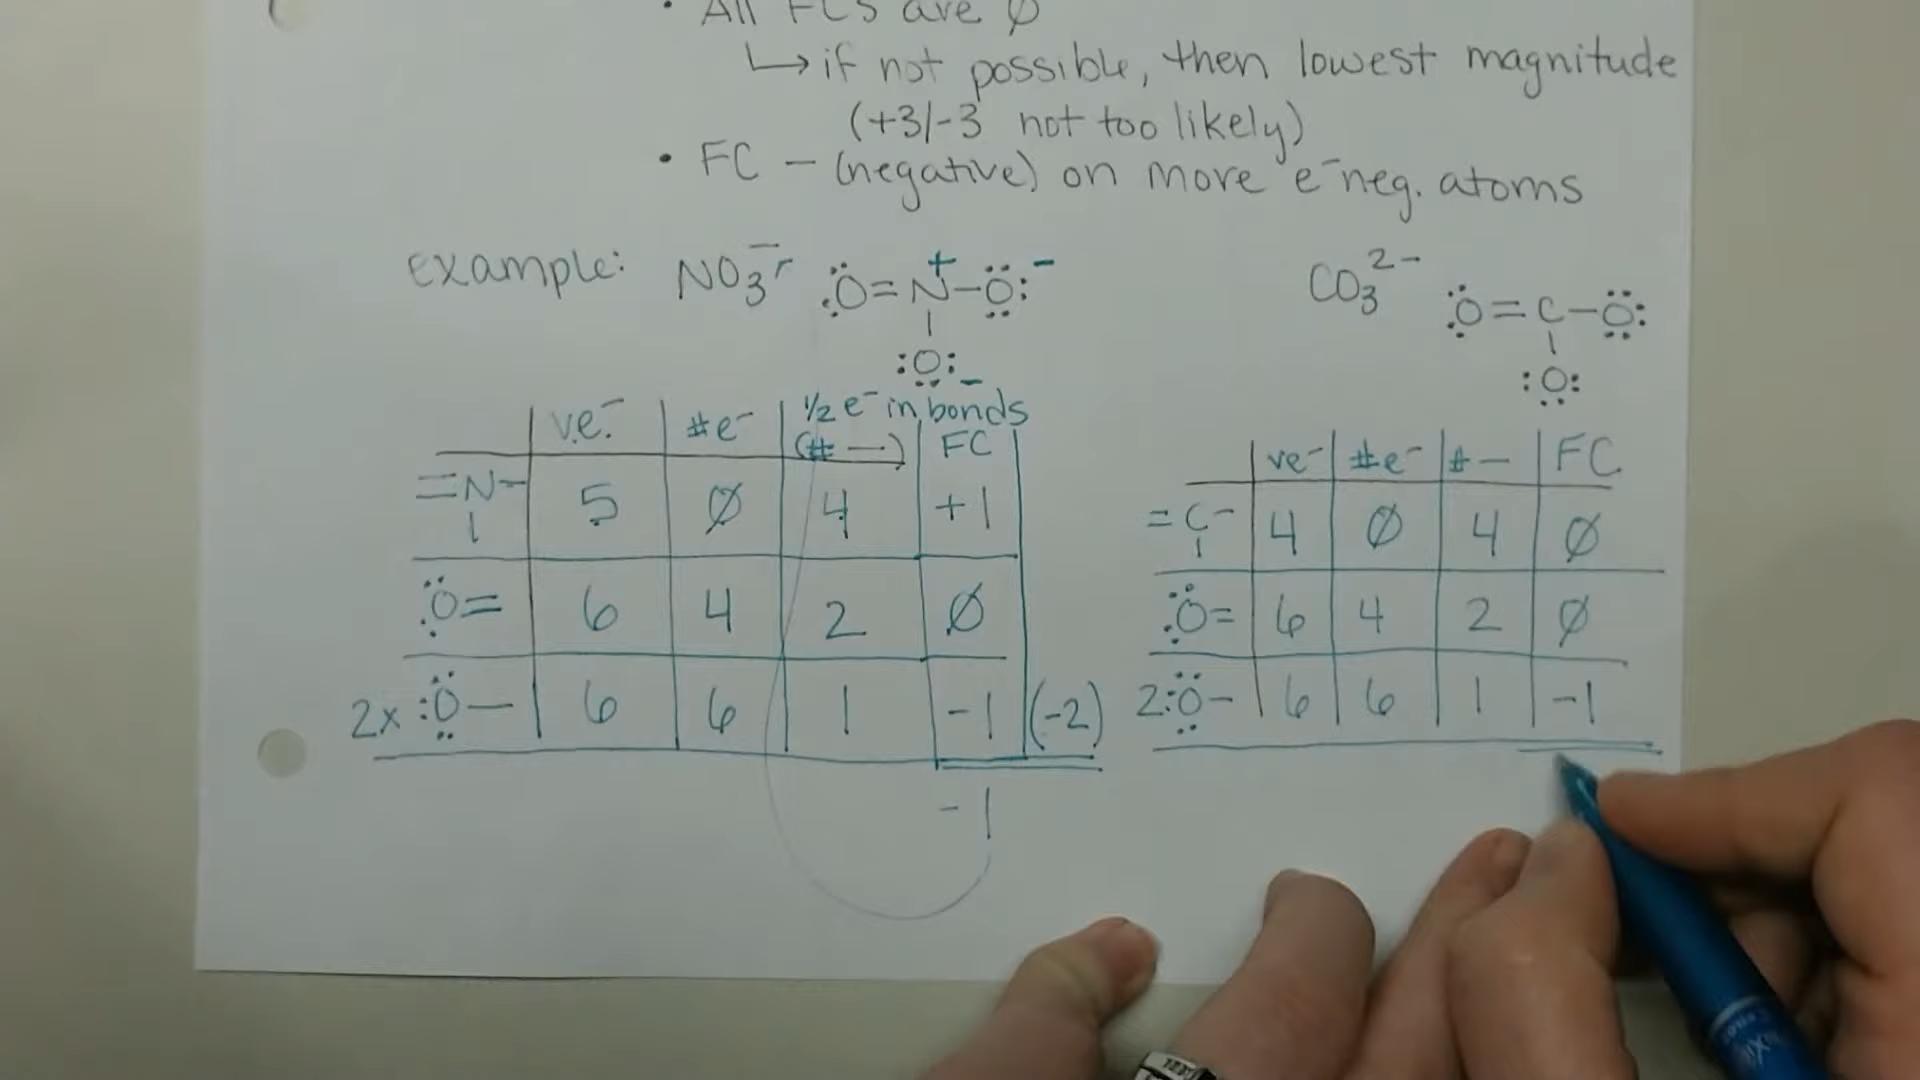 • All FCs are ∅
↳ if not possible, then lowest magnitude
(+3/-3 not too likely)
• FC – (negative) on more e⁻neg. atoms
example: NO₃⁻ :Ö=N⁺–Ö:⁻
|
:Ö:⁻
CO₃²⁻ :Ö=C–Ö:
|
:Ö:
v.e.⁻ #e⁻ ½ e⁻ in bonds (# —) FC
=N– 5 ∅ 4 +1
|
:Ö= 6 4 2 ∅
2x :Ö— 6 6 1 -1 (-2)
-1
ve⁻ #e⁻ #— FC
=C– 4 ∅ 4 ∅
|
:Ö= 6 4 2 ∅
2:Ö– 6 6 1 -1